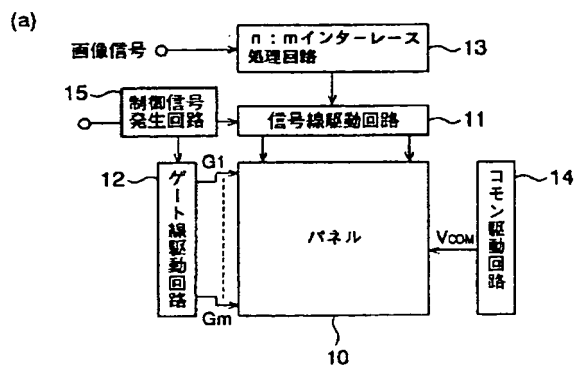 (a)
画像信号
n：mインターレース
処理回路
13
15
制御信号
発生回路
信号線駆動回路
11
12
ゲート線駆動回路
G1
Gm
パネル
VCOM
コモン駆動回路
14
10